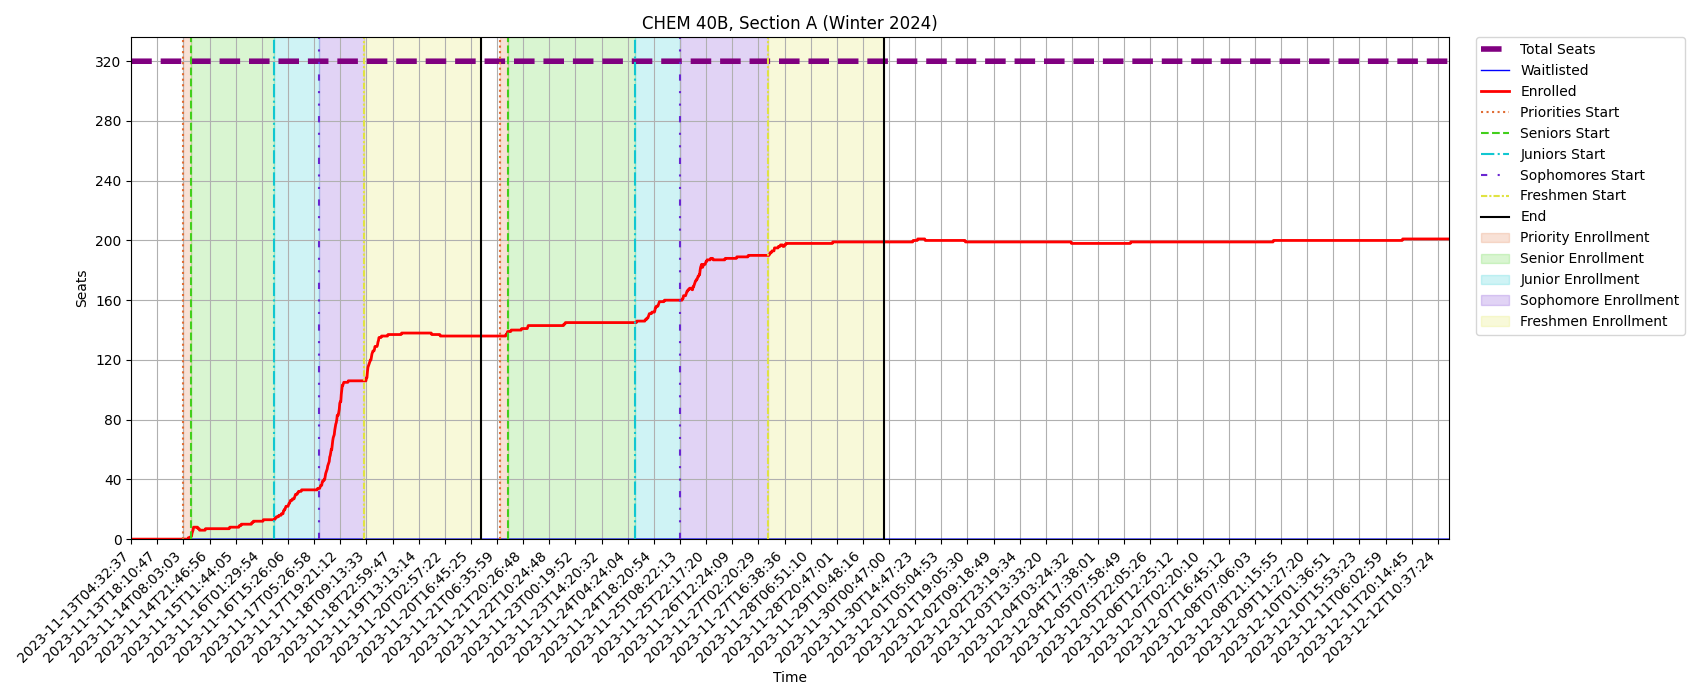 CHEM 40B, Section A (Winter 2024)
Seats
320
280
240
200
160
120
80
40
0
2023-11-13T04:32:37
2023-11-13T18:10:47
2023-11-14T08:03:03
2023-11-14T21:46:56
2023-11-15T11:44:05
2023-11-16T01:29:54
2023-11-16T15:26:06
2023-11-17T05:26:58
2023-11-17T19:21:12
2023-11-18T09:13:33
2023-11-18T22:59:47
2023-11-19T13:13:14
2023-11-20T02:57:22
2023-11-20T16:45:25
2023-11-21T06:35:59
2023-11-21T20:26:48
2023-11-22T10:24:48
2023-11-23T00:19:52
2023-11-23T14:20:32
2023-11-24T04:24:04
2023-11-24T18:20:54
2023-11-25T08:22:13
2023-11-25T22:17:20
2023-11-26T12:24:09
2023-11-27T02:20:29
2023-11-27T16:38:36
2023-11-28T06:51:10
2023-11-28T20:47:01
2023-11-29T10:48:16
2023-11-30T00:47:00
2023-11-30T14:47:23
2023-12-01T05:04:53
2023-12-01T19:05:30
2023-12-02T09:18:49
2023-12-02T23:19:34
2023-12-03T13:33:20
2023-12-04T03:24:32
2023-12-04T17:38:01
2023-12-05T07:58:49
2023-12-05T22:05:26
2023-12-06T12:25:12
2023-12-07T02:20:10
2023-12-07T16:45:12
2023-12-08T07:06:03
2023-12-08T21:15:55
2023-12-09T11:27:20
2023-12-10T01:36:51
2023-12-10T15:53:23
2023-12-11T06:02:59
2023-12-11T20:14:45
2023-12-12T10:37:24
Time
Total Seats
Waitlisted
Enrolled
Priorities Start
Seniors Start
Juniors Start
Sophomores Start
Freshmen Start
End
Priority Enrollment
Senior Enrollment
Junior Enrollment
Sophomore Enrollment
Freshmen Enrollment